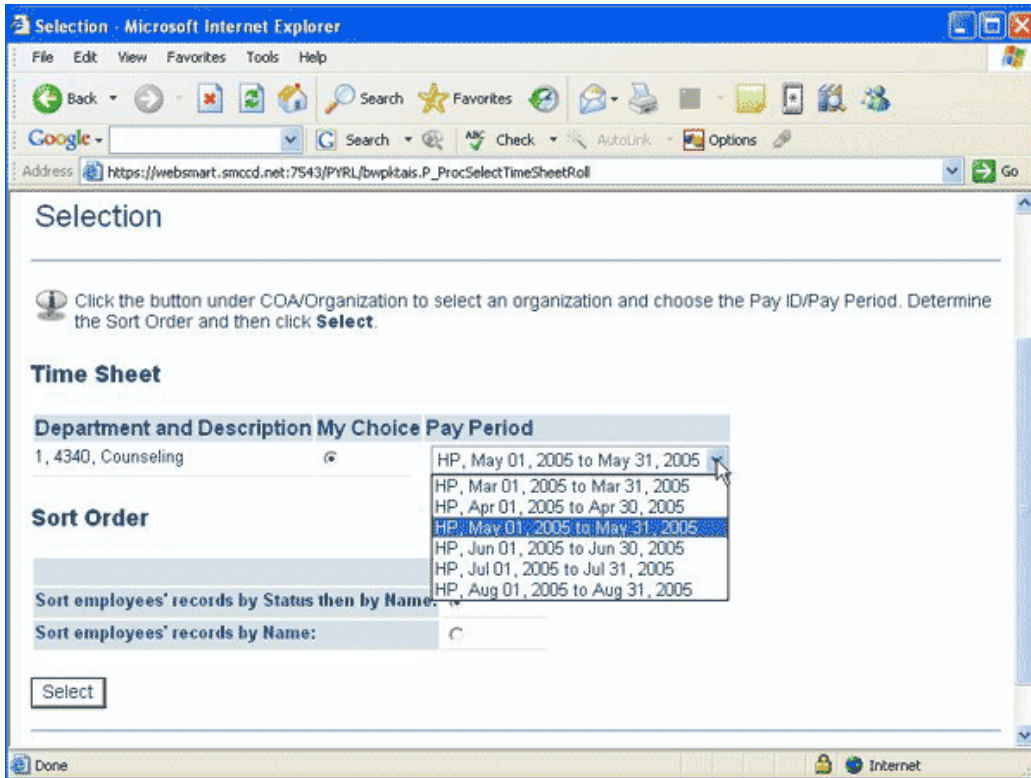 Selection - Microsoft Internet Explorer
File Edit View Favorites Tools Help
Back Search Favorites
Google Search ABC Check AutoLink Options
Address https://websmart.smccd.net:7543/PYRL/bwpktais.P_ProcSelectTimeSheetRoll Go
Selection
Click the button under COA/Organization to select an organization and choose the Pay ID/Pay Period. Determine
the Sort Order and then click Select.
Time Sheet
Department and Description My Choice Pay Period
1, 4340, Counseling HP, May 01, 2005 to May 31, 2005
HP, Mar 01, 2005 to Mar 31, 2005
HP, Apr 01, 2005 to Apr 30, 2005
HP, May 01, 2005 to May 31, 2005
HP, Jun 01, 2005 to Jun 30, 2005
HP, Jul 01, 2005 to Jul 31, 2005
HP, Aug 01, 2005 to Aug 31, 2005
Sort Order
Sort employees' records by Status then by Name:
Sort employees' records by Name:
Select
Done Internet